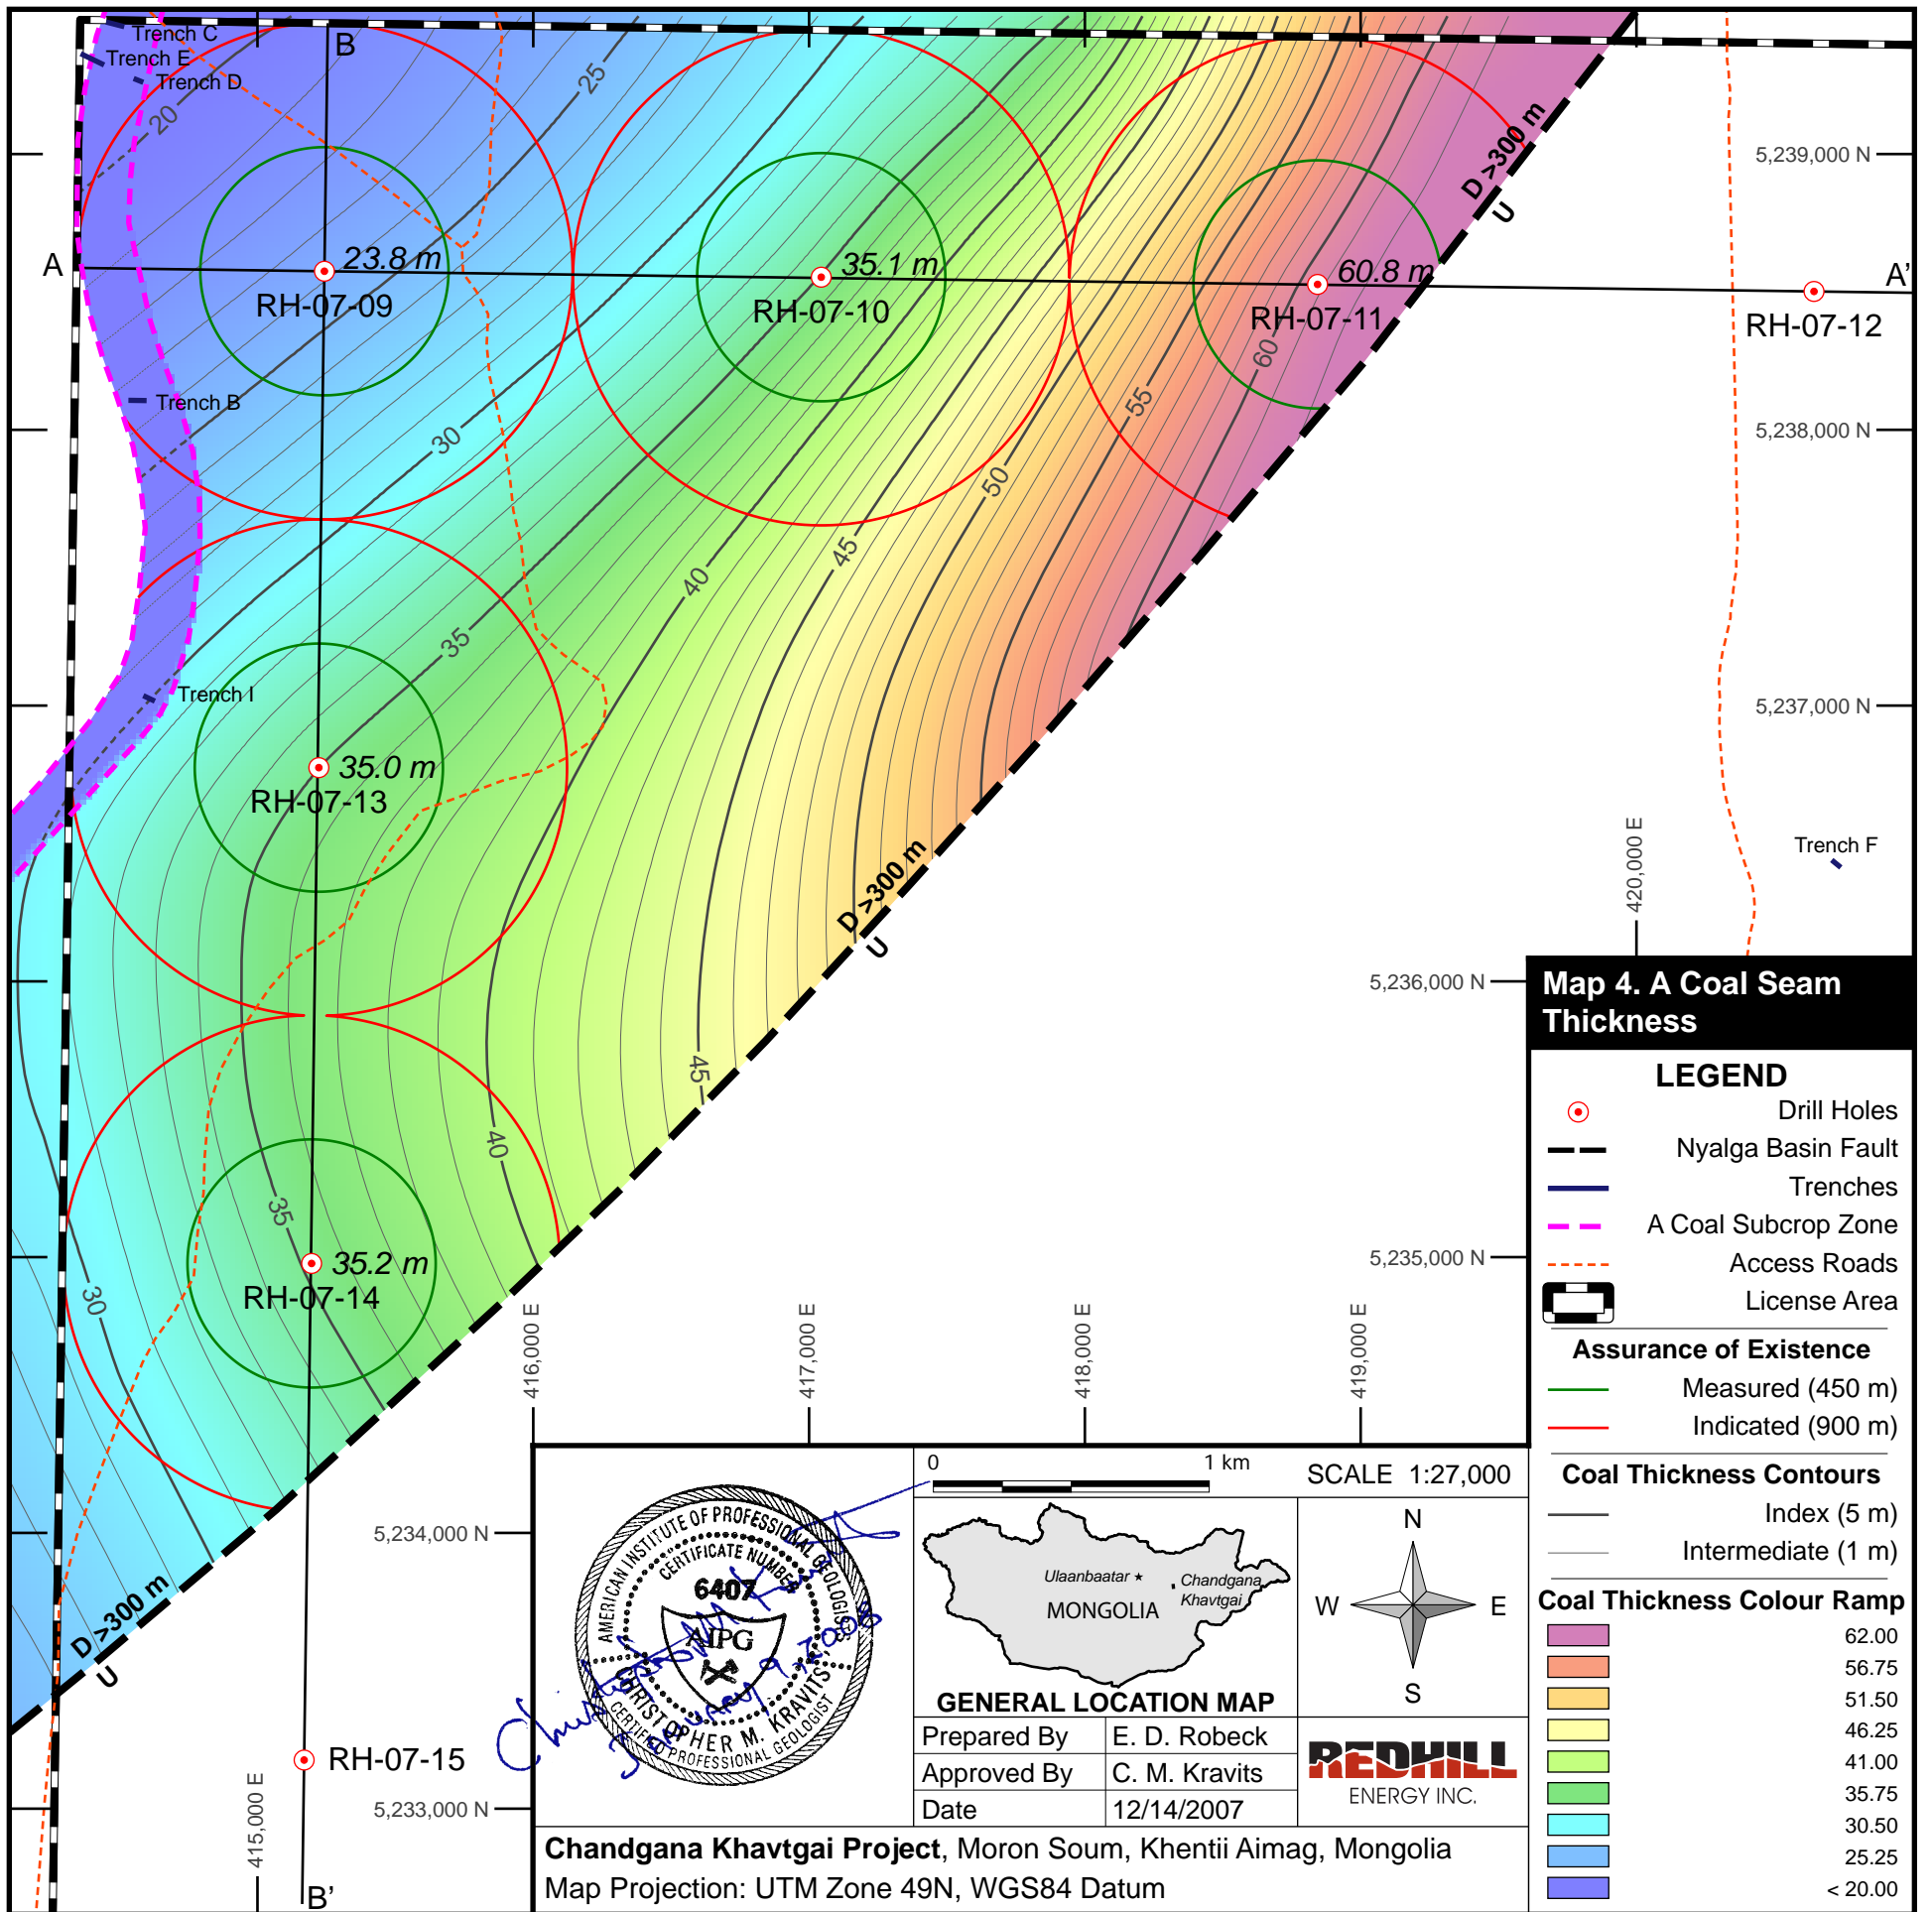 Trench C
B
Trench E
Trench D
20
25
D >300 m
U
5,239,000 N
A
23.8 m
RH-07-09
35.1 m
RH-07-10
60.8 m
RH-07-11
A'
RH-07-12
60
Trench B
55
30
5,238,000 N
50
45
40
35
Trench I
5,237,000 N
35.0 m
RH-07-13
D >300 m
U
420,000 E
Trench F
5,236,000 N
45
40
35
35.2 m
RH-07-14
30
5,235,000 N
416,000 E
417,000 E
418,000 E
419,000 E
D >300 m
U
5,234,000 N
RH-07-15
415,000 E
5,233,000 N
B'
Map 4. A Coal Seam
Thickness
LEGEND
Drill Holes
Nyalga Basin Fault
Trenches
A Coal Subcrop Zone
Access Roads
License Area
Assurance of Existence
Measured (450 m)
Indicated (900 m)
Coal Thickness Contours
Index (5 m)
Intermediate (1 m)
Coal Thickness Colour Ramp
62.00
56.75
51.50
46.25
41.00
35.75
30.50
25.25
< 20.00
0 1 km
SCALE 1:27,000
AMERICAN INSTITUTE OF PROFESSIONAL GEOLOGISTS
CERTIFICATE NUMBER
6407
AIPG
CHRISTOPHER M. KRAVITS
CERTIFIED PROFESSIONAL GEOLOGIST
Ulaanbaatar
Chandgana
Khavtgai
MONGOLIA
GENERAL LOCATION MAP
N
W E
S
Prepared By E. D. Robeck
Approved By C. M. Kravits
Date 12/14/2007
REDHILL
ENERGY INC.
Chandgana Khavtgai Project, Moron Soum, Khentii Aimag, Mongolia
Map Projection: UTM Zone 49N, WGS84 Datum